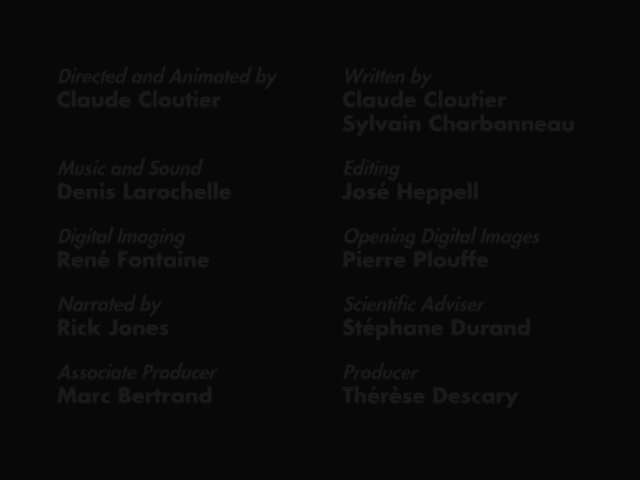 Directed and Animated by
Claude Cloutier
Written by
Claude Cloutier
Sylvain Charbonneau
Music and Sound
Denis Larochelle
Editing
José Heppell
Digital Imaging
René Fontaine
Opening Digital Images
Pierre Plouffe
Narrated by
Rick Jones
Scientific Adviser
Stéphane Durand
Associate Producer
Marc Bertrand
Producer
Thérèse Descary